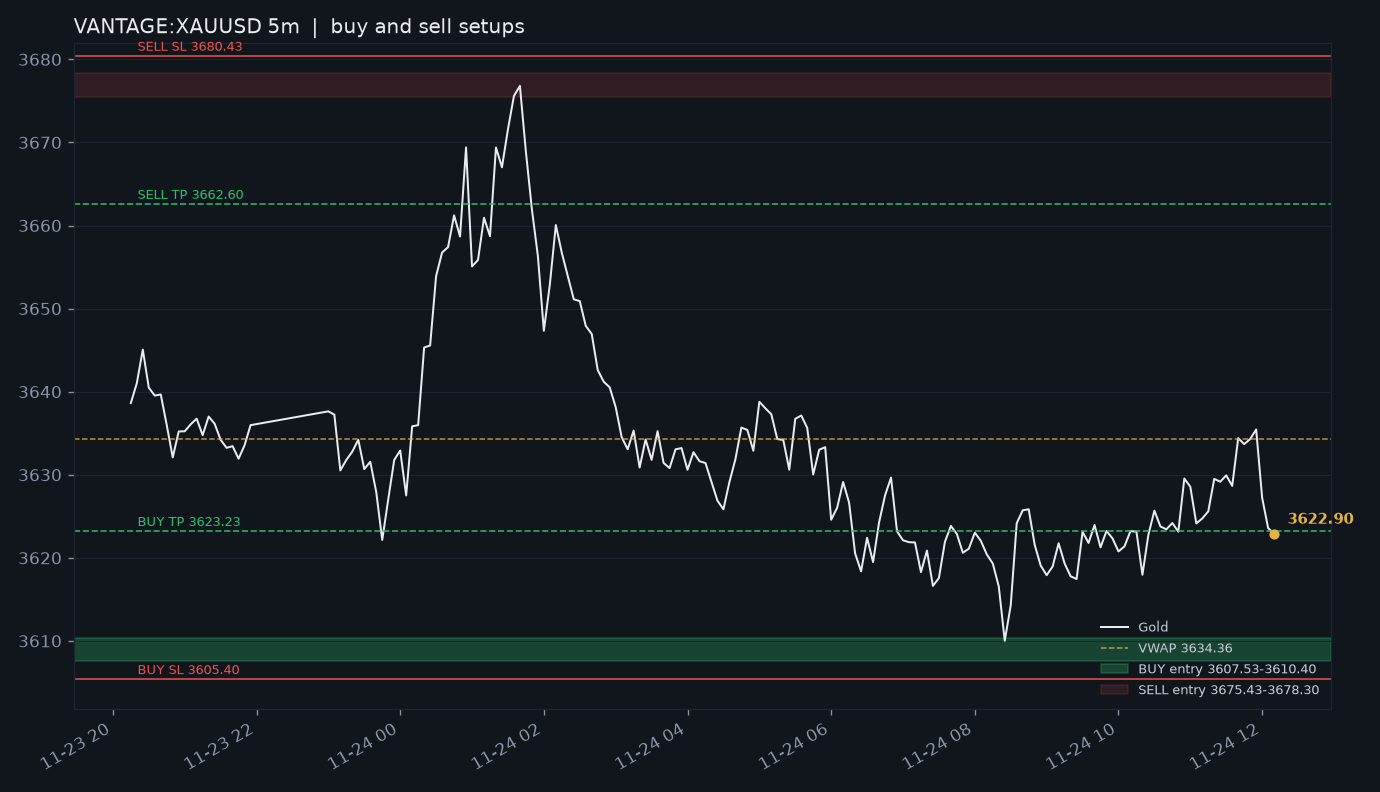 VANTAGE:XAUUSD 5m | buy and sell setups
SELL SL 3680.43
3680
3670
SELL TP 3662.60
3660
3650
3640
3630
BUY TP 3623.23
3622.90
3620
3610
BUY SL 3605.40
Gold
VWAP 3634.36
BUY entry 3607.53-3610.40
SELL entry 3675.43-3678.30
11-23 20
11-23 22
11-24 00
11-24 02
11-24 04
11-24 06
11-24 08
11-24 10
11-24 12